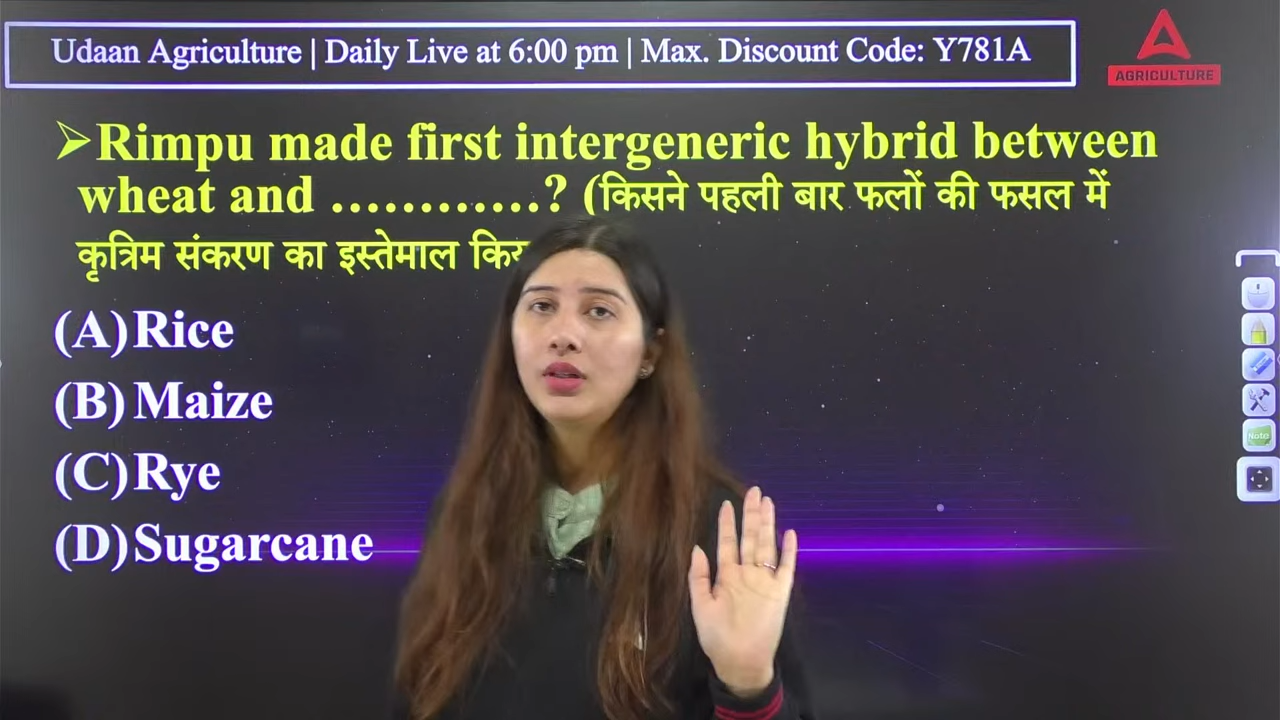 Udaan Agriculture | Daily Live at 6:00 pm | Max. Discount Code: Y781A
AGRICULTURE
➢Rimpu made first intergeneric hybrid between
wheat and ............? (किसने पहली बार फलों की फसल में
कृत्रिम संकरण का इस्तेमाल
(A) Rice
(B) Maize
(C) Rye
(D) Sugarcane
Note